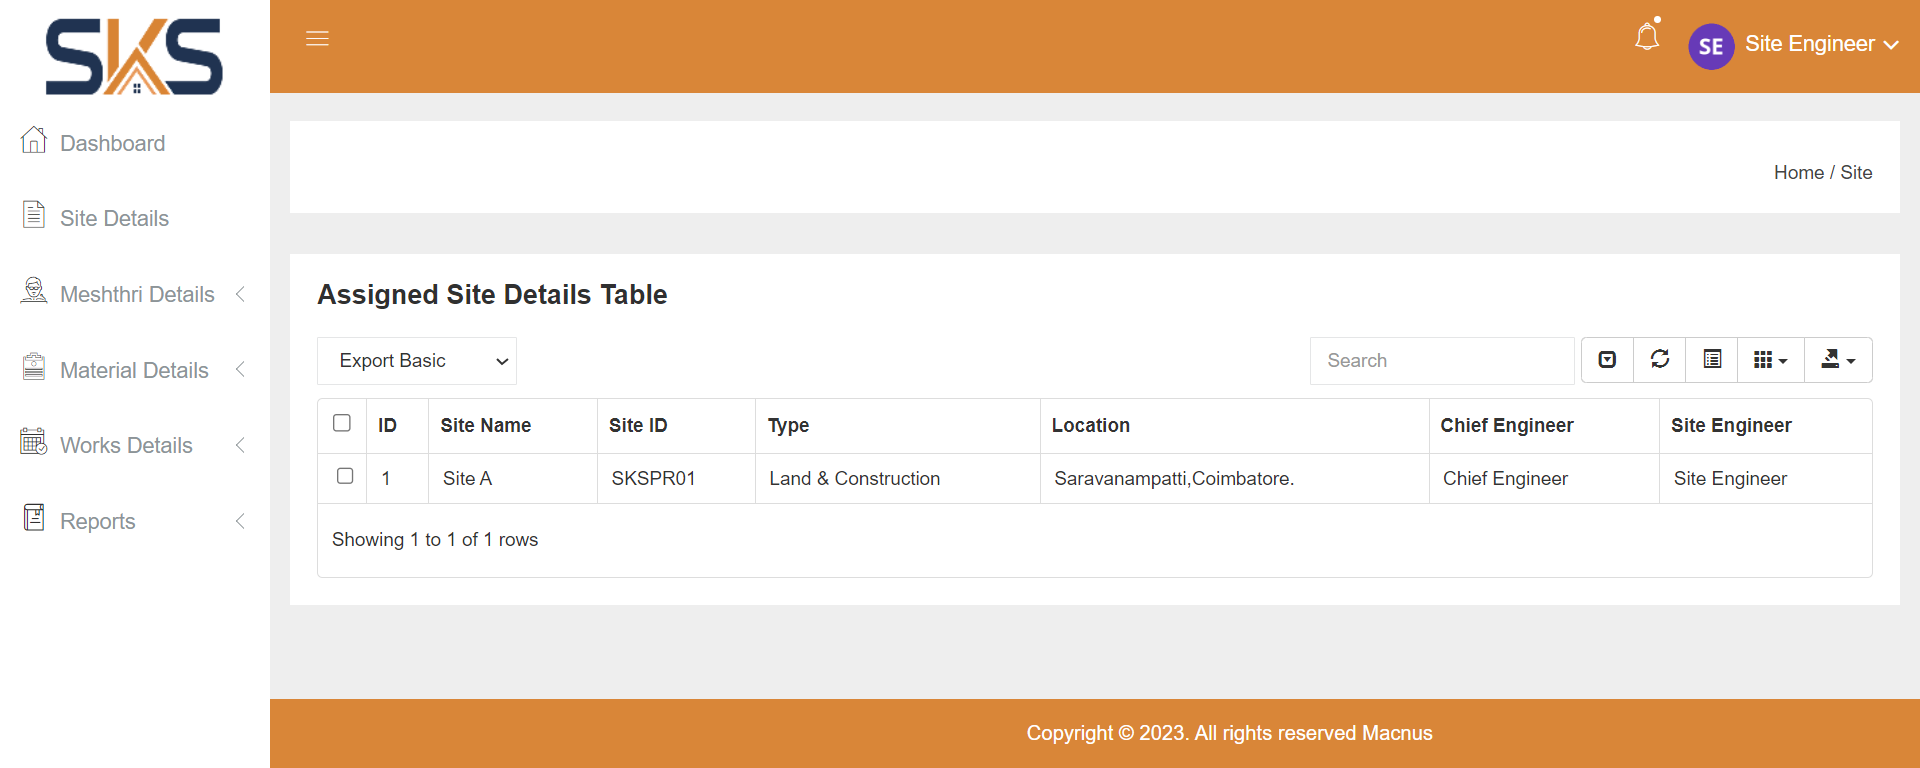 SKS
SE
Site Engineer
Dashboard
Site Details
Meshthri Details
Material Details
Works Details
Reports
Home / Site
Assigned Site Details Table
Export Basic
Search
ID Site Name Site ID Type Location Chief Engineer Site Engineer
1 Site A SKSPR01 Land & Construction Saravanampatti,Coimbatore. Chief Engineer Site Engineer
Showing 1 to 1 of 1 rows
Copyright © 2023. All rights reserved Macnus